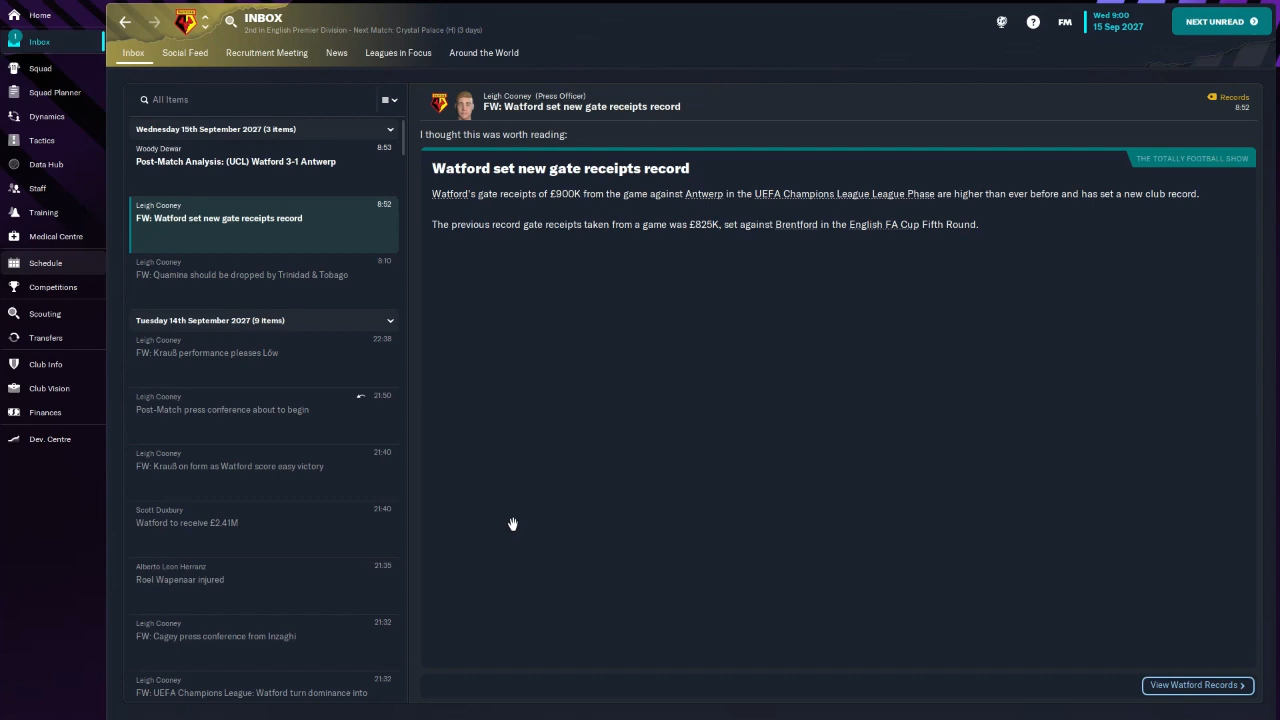 Home
1
Inbox
Squad
Squad Planner
Dynamics
Tactics
Data Hub
Staff
Training
Medical Centre
Schedule
Competitions
Scouting
Transfers
Club Info
Club Vision
Finances
Dev. Centre
INBOX
2nd in English Premier Division - Next Match: Crystal Palace (H) (3 days)
FM
Wed 9:00
15 Sep 2027
NEXT UNREAD
Inbox
Social Feed
Recruitment Meeting
News
Leagues in Focus
Around the World
All Items
Wednesday 15th September 2027 (3 items)
Woody Dewar 8:53
Post-Match Analysis: (UCL) Watford 3-1 Antwerp
Leigh Cooney 8:52
FW: Watford set new gate receipts record
Leigh Cooney 8:10
FW: Quamina should be dropped by Trinidad & Tobago
Tuesday 14th September 2027 (9 items)
Leigh Cooney 22:38
FW: Krauß performance pleases Löw
Leigh Cooney 21:50
Post-Match press conference about to begin
Leigh Cooney 21:40
FW: Krauß on form as Watford score easy victory
Scott Duxbury 21:40
Watford to receive £2.41M
Alberto Leon Herranz 21:35
Roel Wapenaar injured
Leigh Cooney 21:32
FW: Cagey press conference from Inzaghi
Leigh Cooney 21:32
FW: UEFA Champions League: Watford turn dominance into
Leigh Cooney (Press Officer)
FW: Watford set new gate receipts record
Records
8:52
I thought this was worth reading:
THE TOTALLY FOOTBALL SHOW
Watford set new gate receipts record
Watford's gate receipts of £900K from the game against Antwerp in the UEFA Champions League League Phase are higher than ever before and has set a new club record.
The previous record gate receipts taken from a game was £825K, set against Brentford in the English FA Cup Fifth Round.
View Watford Records